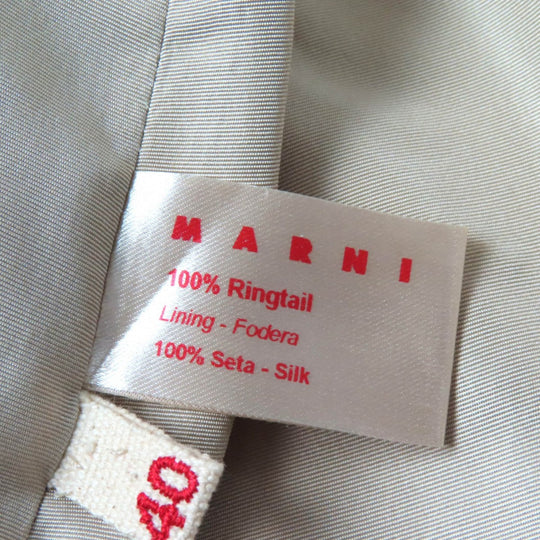 MARNI
100% Ringtail
Lining - Fodera
100% Seta - Silk
40